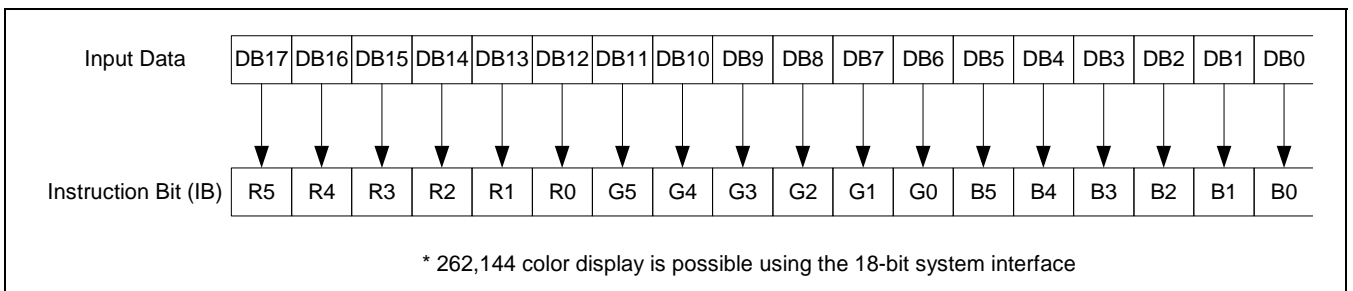 Input Data DB17 DB16 DB15 DB14 DB13 DB12 DB11 DB10 DB9 DB8 DB7 DB6 DB5 DB4 DB3 DB2 DB1 DB0
Instruction Bit (IB) R5 R4 R3 R2 R1 R0 G5 G4 G3 G2 G1 G0 B5 B4 B3 B2 B1 B0
* 262,144 color display is possible using the 18-bit system interface